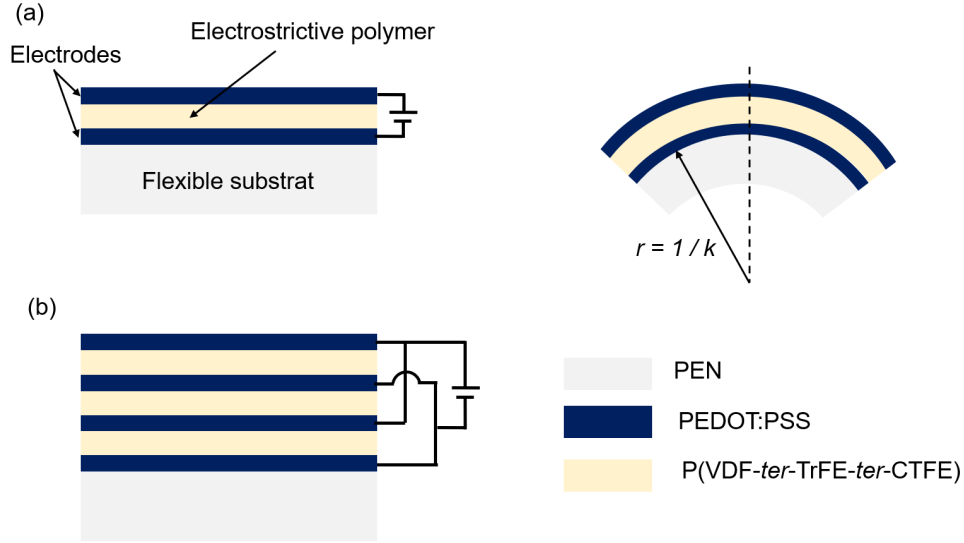 (a)
Electrostrictive polymer
Electrodes
Flexible substrat
r = 1 / k
(b)
PEN
PEDOT:PSS
P(VDF-ter-TrFE-ter-CTFE)